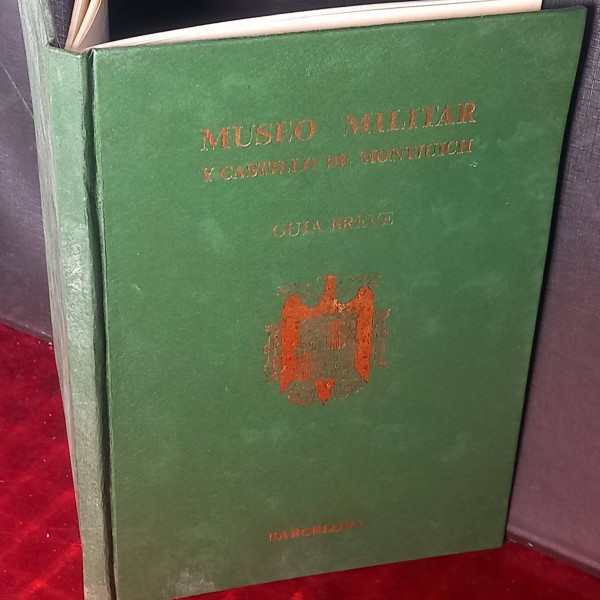 MUSEO MILITAR
Y CASTILLO DE MONTJUICH
GUIA BREVE
BARCELONA